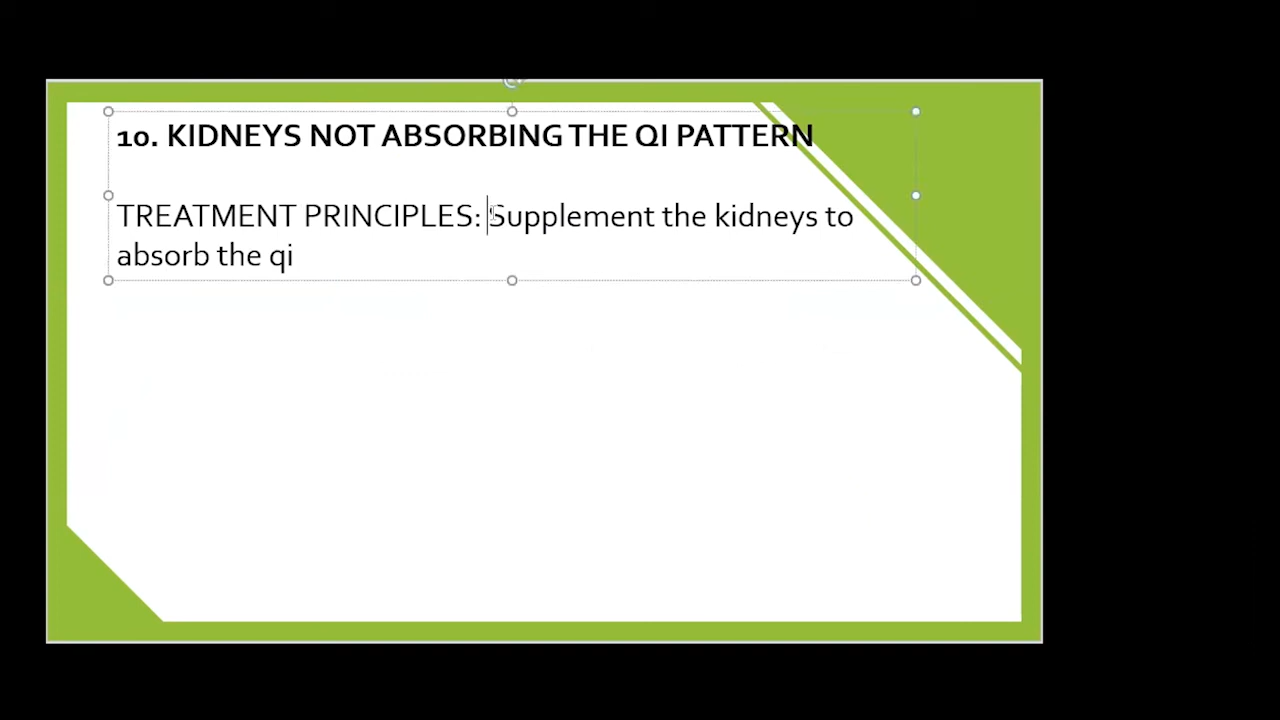 10. KIDNEYS NOT ABSORBING THE QI PATTERN
TREATMENT PRINCIPLES: Supplement the kidneys to
absorb the qi